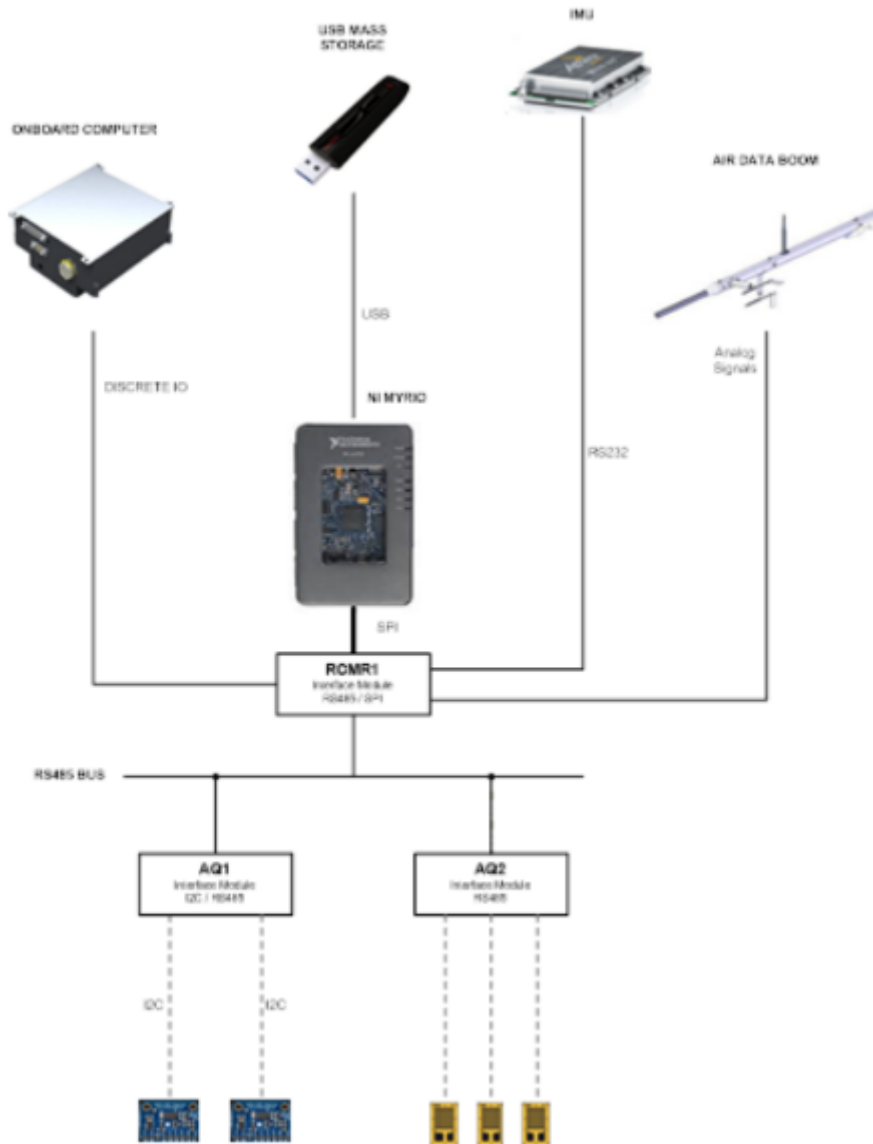 IMU
USB MASS
STORAGE
ONBOARD COMPUTER
AIR DATA BOOM
USB
Analog
Signals
DISCRETE IO
NI MYRIO
RS232
SPI
RCMR1
Interface Module
RS485 / SPI
RS485 BUS
AQ1
Interface Module
I2C / RS485
AQ2
Interface Module
RS485
I2C
I2C